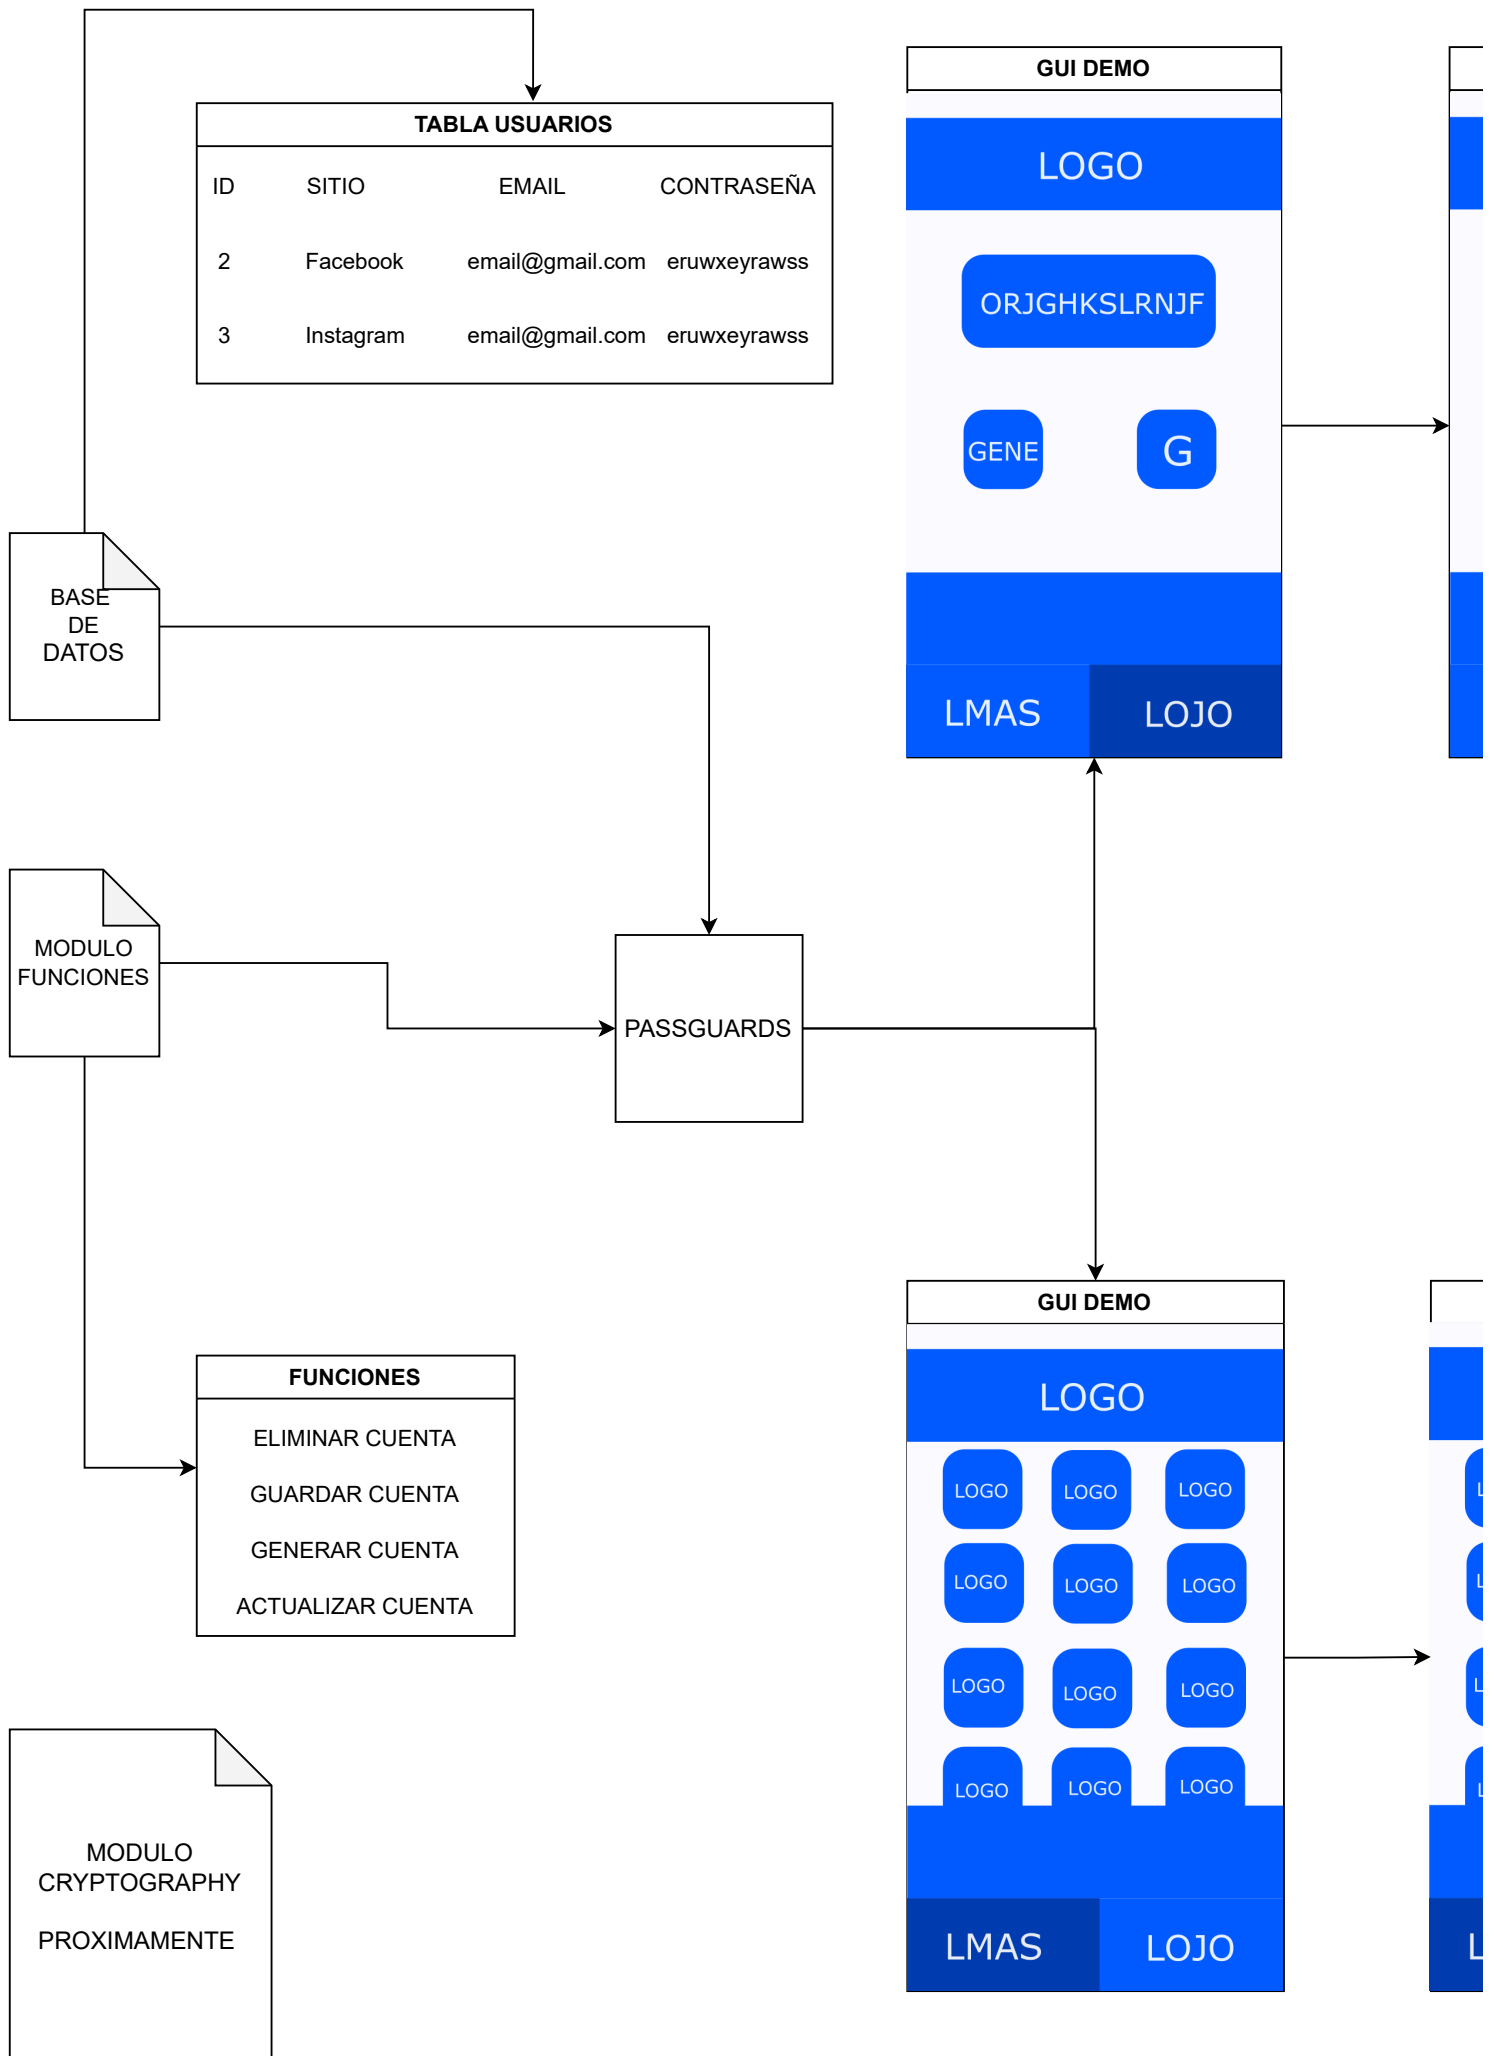 TABLA USUARIOS
ID SITIO EMAIL CONTRASEÑA
2 Facebook email@gmail.com eruwxeyrawss
3 Instagram email@gmail.com eruwxeyrawss
GUI DEMO
LOGO
ORJGHKSLRNJF
GENE G
LMAS LOJO
BASE
DE
DATOS
MODULO
FUNCIONES
PASSGUARDS
FUNCIONES
ELIMINAR CUENTA
GUARDAR CUENTA
GENERAR CUENTA
ACTUALIZAR CUENTA
MODULO
CRYPTOGRAPHY
PROXIMAMENTE
GUI DEMO
LOGO
LOGO LOGO LOGO
LOGO LOGO LOGO
LOGO LOGO LOGO
LOGO LOGO LOGO
LMAS LOJO